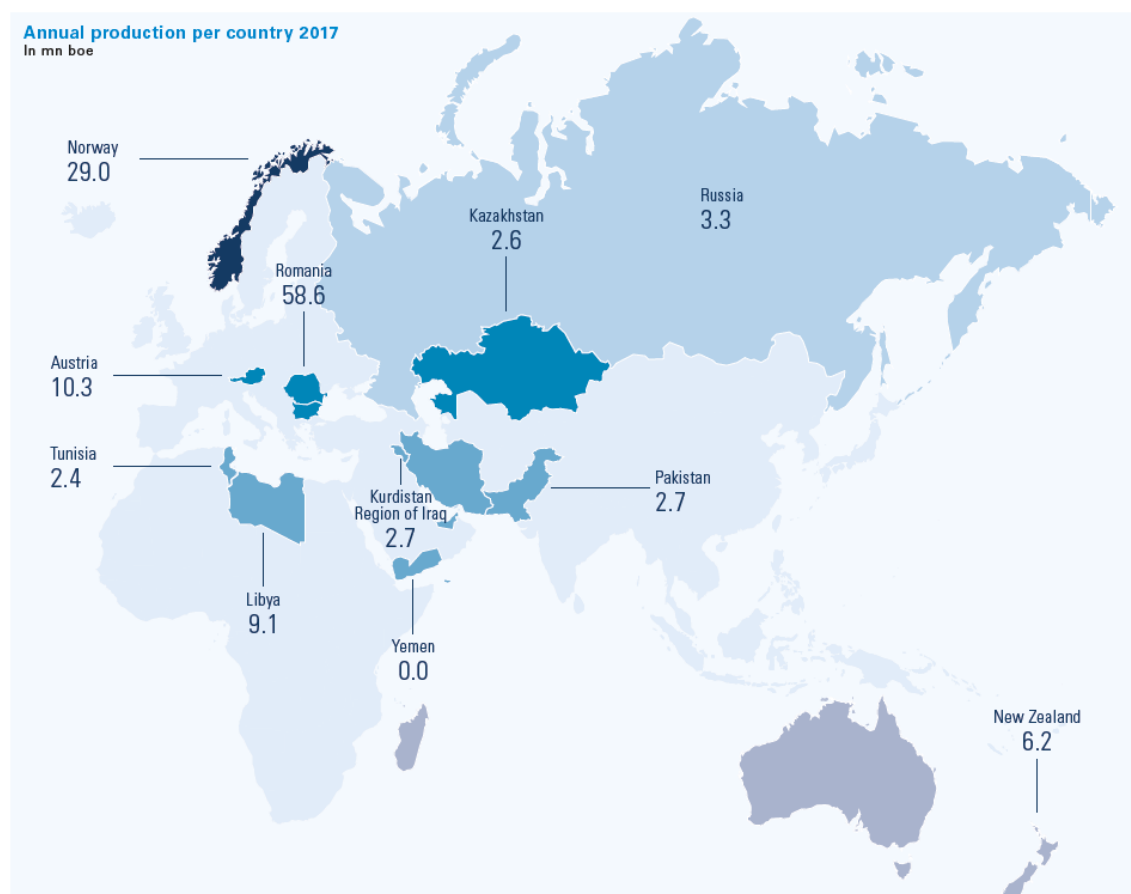 Annual production per country 2017
In mn boe
Norway
29.0
Russia
3.3
Kazakhstan
2.6
Romania
58.6
Austria
10.3
Tunisia
2.4
Kurdistan
Region of Iraq
2.7
Pakistan
2.7
Libya
9.1
Yemen
0.0
New Zealand
6.2